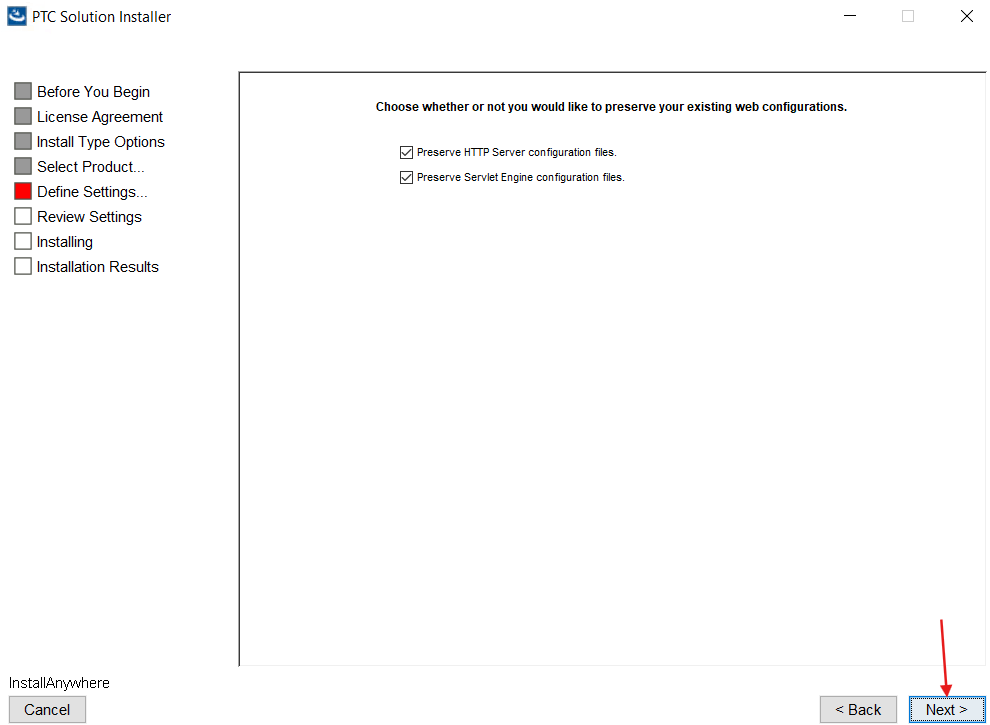 PTC Solution Installer
Before You Begin
License Agreement
Install Type Options
Select Product...
Define Settings...
Review Settings
Installing
Installation Results
Choose whether or not you would like to preserve your existing web configurations.
Preserve HTTP Server configuration files.
Preserve Servlet Engine configuration files.
InstallAnywhere
Cancel
< Back
Next >